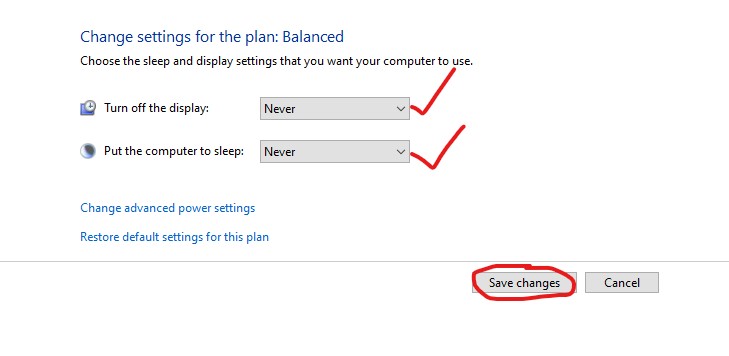 Change settings for the plan: Balanced
Choose the sleep and display settings that you want your computer to use.
Turn off the display: Never
Put the computer to sleep: Never
Change advanced power settings
Restore default settings for this plan
Save changes Cancel